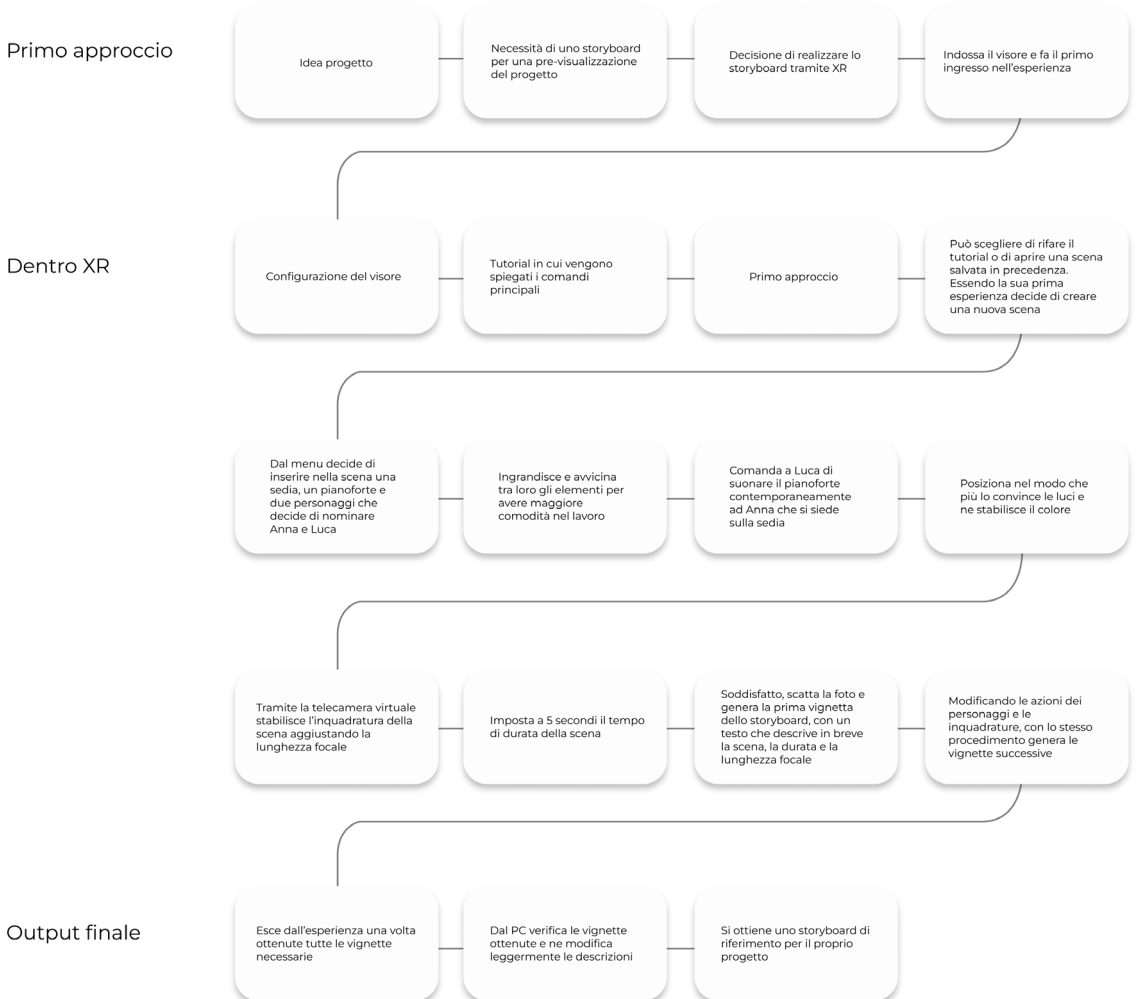 Primo approccio
Idea progetto
Necessità di uno storyboard
per una pre-visualizzazione
del progetto
Decisione di realizzare lo
storyboard tramite XR
Indossa il visore e fa il primo
ingresso nell'esperienza
Dentro XR
Configurazione del visore
Tutorial in cui vengono
spiegati i comandi
principali
Primo approccio
Può scegliere di rifare il
tutorial o di aprire una scena
salvata in precedenza.
Essendo la sua prima
esperienza decide di creare
una nuova scena
Dal menu decide di
inserire nella scena una
sedia, un pianoforte e
due personaggi che
decide di nominare
Anna e Luca
Ingrandisce e avvicina
tra loro gli elementi per
avere maggiore
comodità nel lavoro
Comanda a Luca di
suonare il pianoforte
contemporaneamente
ad Anna che si siede
sulla sedia
Posiziona nel modo che
più lo convince le luci e
ne stabilisce il colore
Tramite la telecamera virtuale
stabilisce l'inquadratura della
scena aggiustando la
lunghezza focale
Imposta a 5 secondi il tempo
di durata della scena
Soddisfatto, scatta la foto e
genera la prima vignetta
dello storyboard, con un
testo che descrive in breve
la scena, la durata e la
lunghezza focale
Modificando le azioni dei
personaggi e le
inquadrature, con lo stesso
procedimento genera le
vignette successive
Output finale
Esce dall'esperienza una volta
ottenute tutte le vignette
necessarie
Dal PC verifica le vignette
ottenute e ne modifica
leggermente le descrizioni
Si ottiene uno storyboard di
riferimento per il proprio
progetto